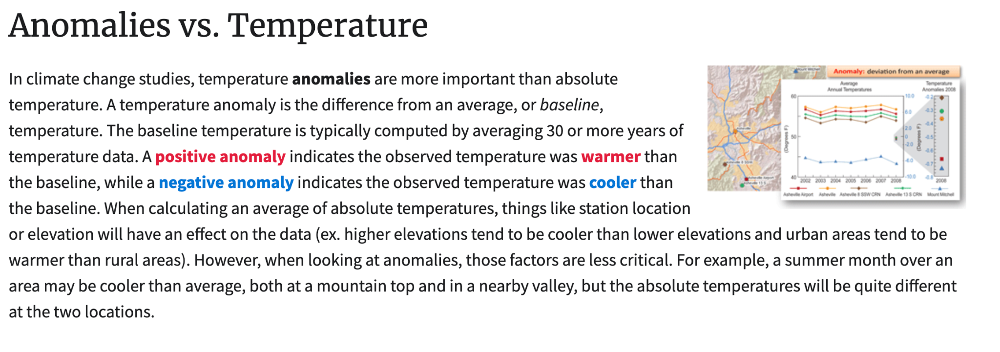 Anomalies vs. Temperature
In climate change studies, temperature anomalies are more important than absolute
temperature. A temperature anomaly is the difference from an average, or baseline,
temperature. The baseline temperature is typically computed by averaging 30 or more years of
temperature data. A positive anomaly indicates the observed temperature was warmer than
the baseline, while a negative anomaly indicates the observed temperature was cooler than
the baseline. When calculating an average of absolute temperatures, things like station location
or elevation will have an effect on the data (ex. higher elevations tend to be cooler than lower elevations and urban areas tend to be
warmer than rural areas). However, when looking at anomalies, those factors are less critical. For example, a summer month over an
area may be cooler than average, both at a mountain top and in a nearby valley, but the absolute temperatures will be quite different
at the two locations.
Anomaly: deviation from an average
Mount Mitchell
Asheville
Asheville 8 SSW
Asheville Airport
Asheville 13 S
Average
Annual Temperatures
60
50
40
(Degrees F)
10.0
6.0
2.0
0
-2.0
-6.0
-10.0
2002 2003 2004 2005 2006 2007 2008
Temperature
Anomalies 2008
(Degrees F)
-0.2
-0.3
-0.4
-0.5
-0.6
-0.7
-0.8
2008
Asheville Airport Asheville Asheville 8 SSW CRN Asheville 13 S CRN Mount Mitchell